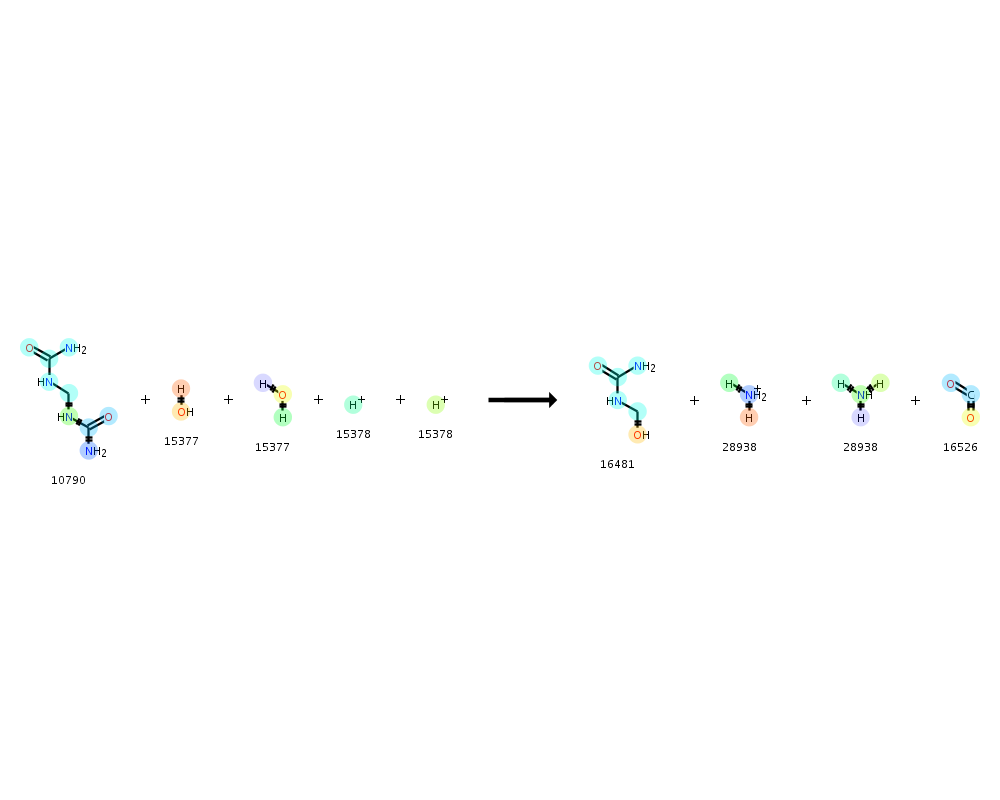 O NH2 HN HN O NH2
10790
+
H OH
15377
+
H O H
15377
+
H+
15378
+
H+
15378
O NH2 HN OH
16481
+
H NH2+ H
28938
+
H H NH H
28938
+
O C O
16526